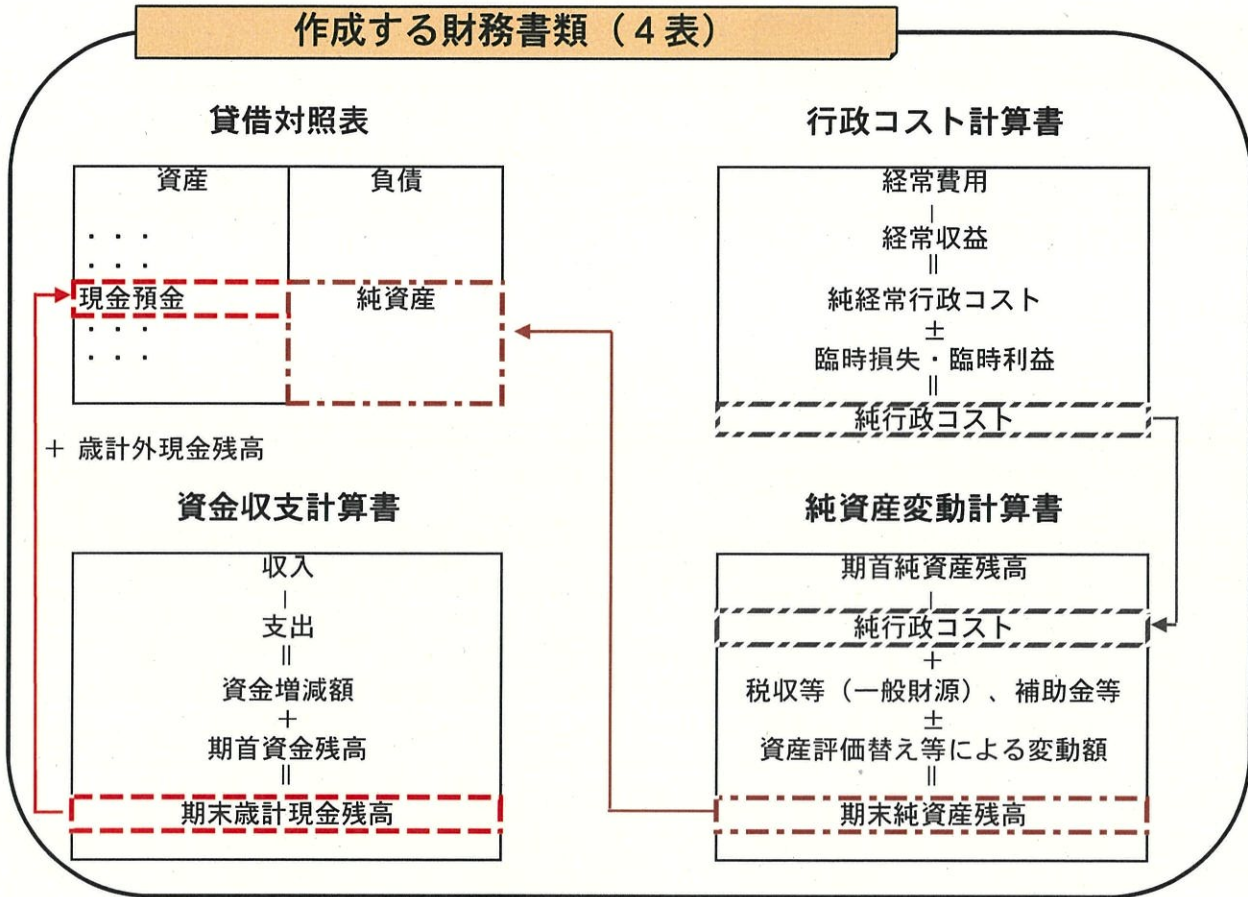 作成する財務書類(4表)
貸借対照表
資産 負債
・・・
・・・
現金預金 純資産
・・・
・・・
+ 歳計外現金残高
行政コスト計算書
経常費用
-
経常収益
||
純経常行政コスト
±
臨時損失・臨時利益
||
純行政コスト
資金収支計算書
収入
-
支出
||
資金増減額
+
期首資金残高
||
期末歳計現金残高
純資産変動計算書
期首純資産残高
-
純行政コスト
+
税収等(一般財源)、補助金等
±
資産評価替え等による変動額
||
期末純資産残高